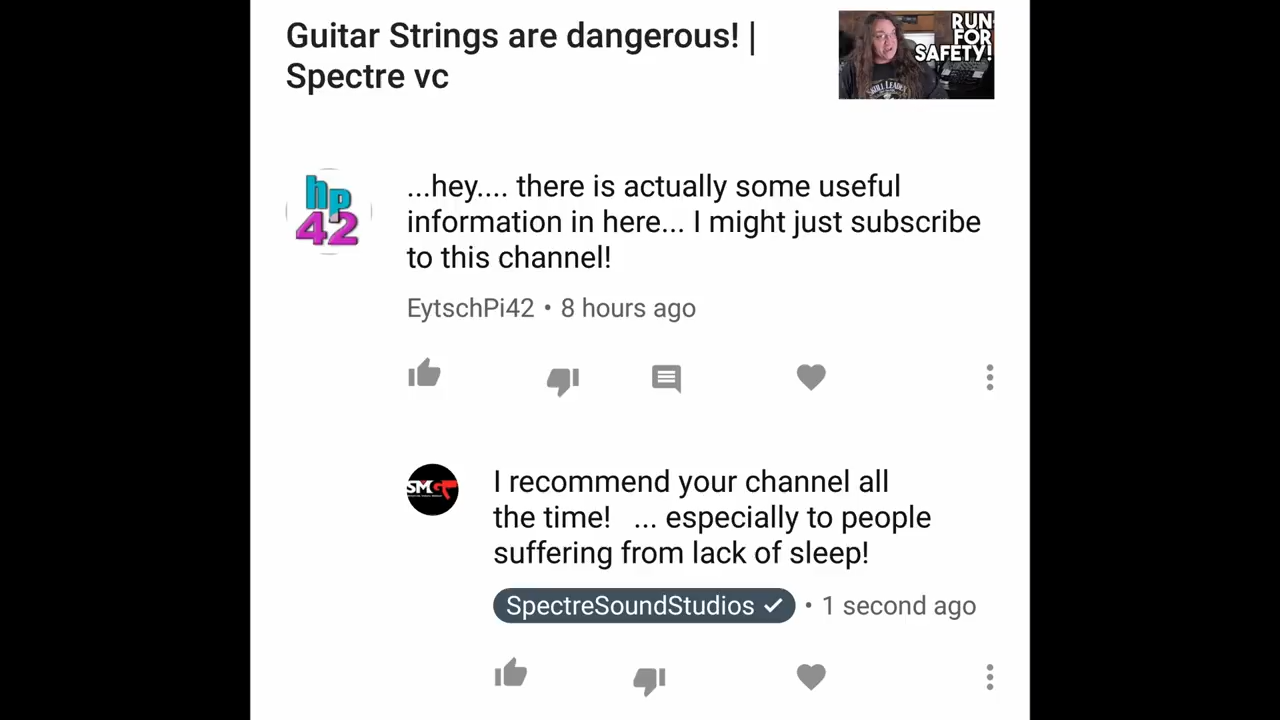 Guitar Strings are dangerous! |
Spectre vc
RUN
FOR
SAFETY!
hp
42
...hey.... there is actually some useful
information in here... I might just subscribe
to this channel!
EytschPi42 • 8 hours ago
SMG
I recommend your channel all
the time!   ... especially to people
suffering from lack of sleep!
SpectreSoundStudios ✓ • 1 second ago